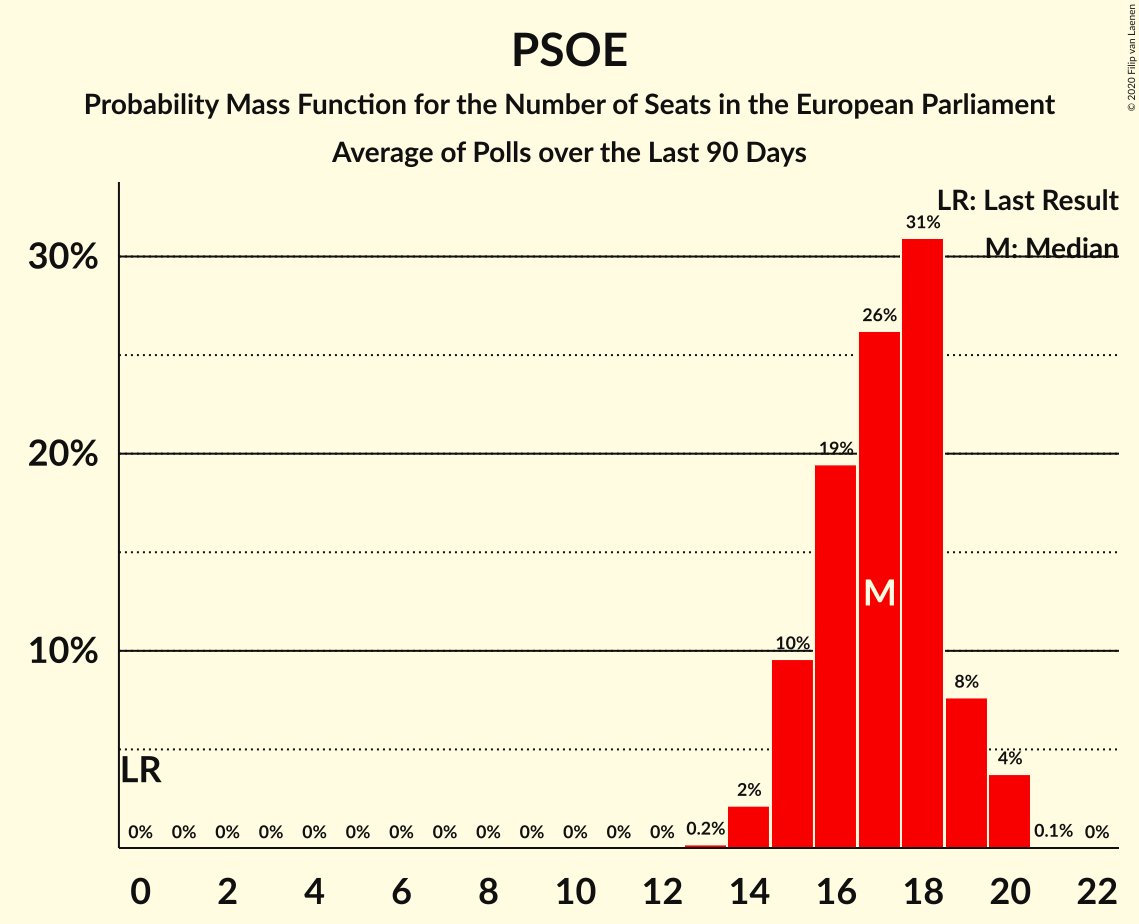 PSOE
Probability Mass Function for the Number of Seats in the European Parliament
Average of Polls over the Last 90 Days
© 2020 Filip van Laenen
LR: Last Result
M: Median
30%
20%
10%
31%
26%
19%
M
10%
8%
4%
2%
LR
0% 0% 0% 0% 0% 0% 0% 0% 0% 0% 0% 0% 0% 0.2% 0.1% 0%
0 2 4 6 8 10 12 14 16 18 20 22